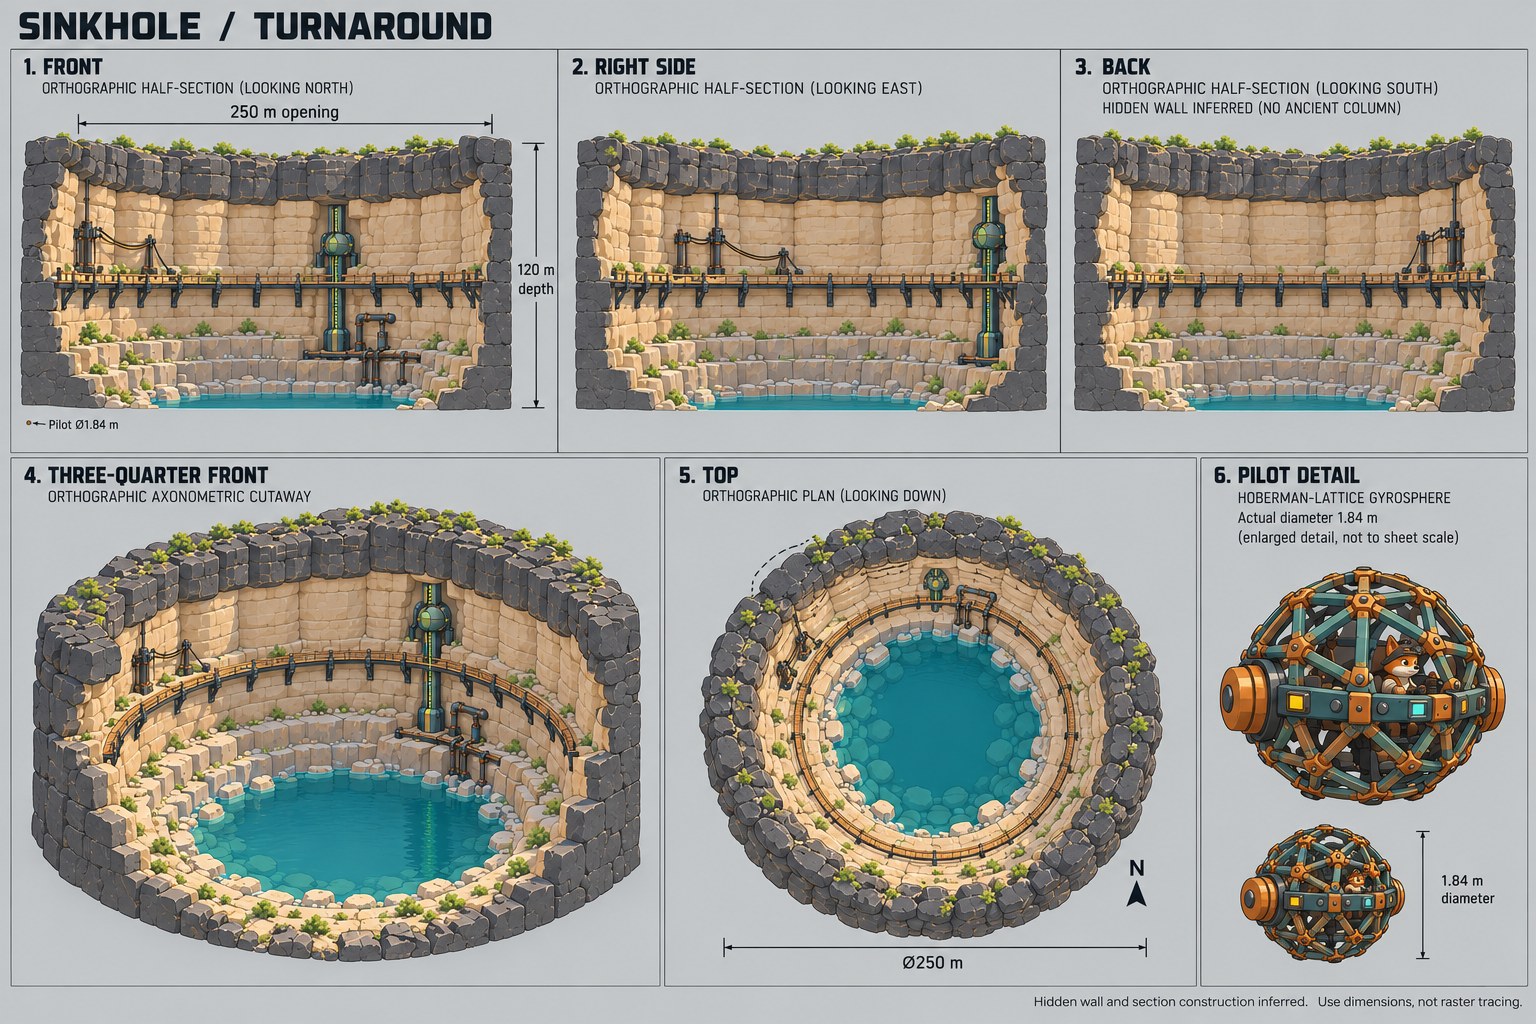 SINKHOLE / TURNAROUND
1. FRONT
ORTHOGRAPHIC HALF-SECTION (LOOKING NORTH)
250 m opening
120 m
depth
Pilot Ø1.84 m
2. RIGHT SIDE
ORTHOGRAPHIC HALF-SECTION (LOOKING EAST)
3. BACK
ORTHOGRAPHIC HALF-SECTION (LOOKING SOUTH)
HIDDEN WALL INFERRED (NO ANCIENT COLUMN)
4. THREE-QUARTER FRONT
ORTHOGRAPHIC AXONOMETRIC CUTAWAY
5. TOP
ORTHOGRAPHIC PLAN (LOOKING DOWN)
N
Ø250 m
6. PILOT DETAIL
HOBERMAN-LATTICE GYROSPHERE
Actual diameter 1.84 m
(enlarged detail, not to sheet scale)
1.84 m
diameter
Hidden wall and section construction inferred. Use dimensions, not raster tracing.